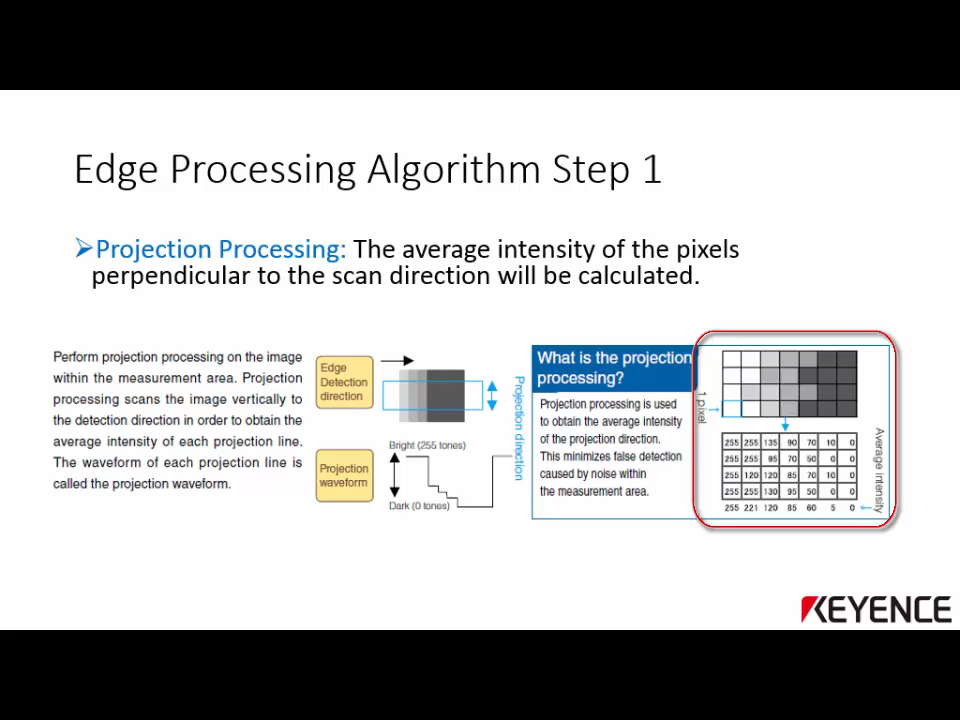 Edge Processing Algorithm Step 1
➢Projection Processing: The average intensity of the pixels
perpendicular to the scan direction will be calculated.
Perform projection processing on the image
within the measurement area. Projection
processing scans the image vertically to
the detection direction in order to obtain the
average intensity of each projection line.
The waveform of each projection line is
called the projection waveform.
Edge
Detection
direction
Projection direction
Projection
waveform
Bright (255 tones)
Dark (0 tones)
What is the projection
processing?
Projection processing is used
to obtain the average intensity
of the projection direction.
This minimizes false detection
caused by noise within
the measurement area.
1 pixel
255 255 135 90 70 10 0
255 255 95 70 50 0 0
255 120 120 85 70 10 0
255 255 130 95 50 0 0
255 221 120 85 60 5 0
Average intensity
KEYENCE